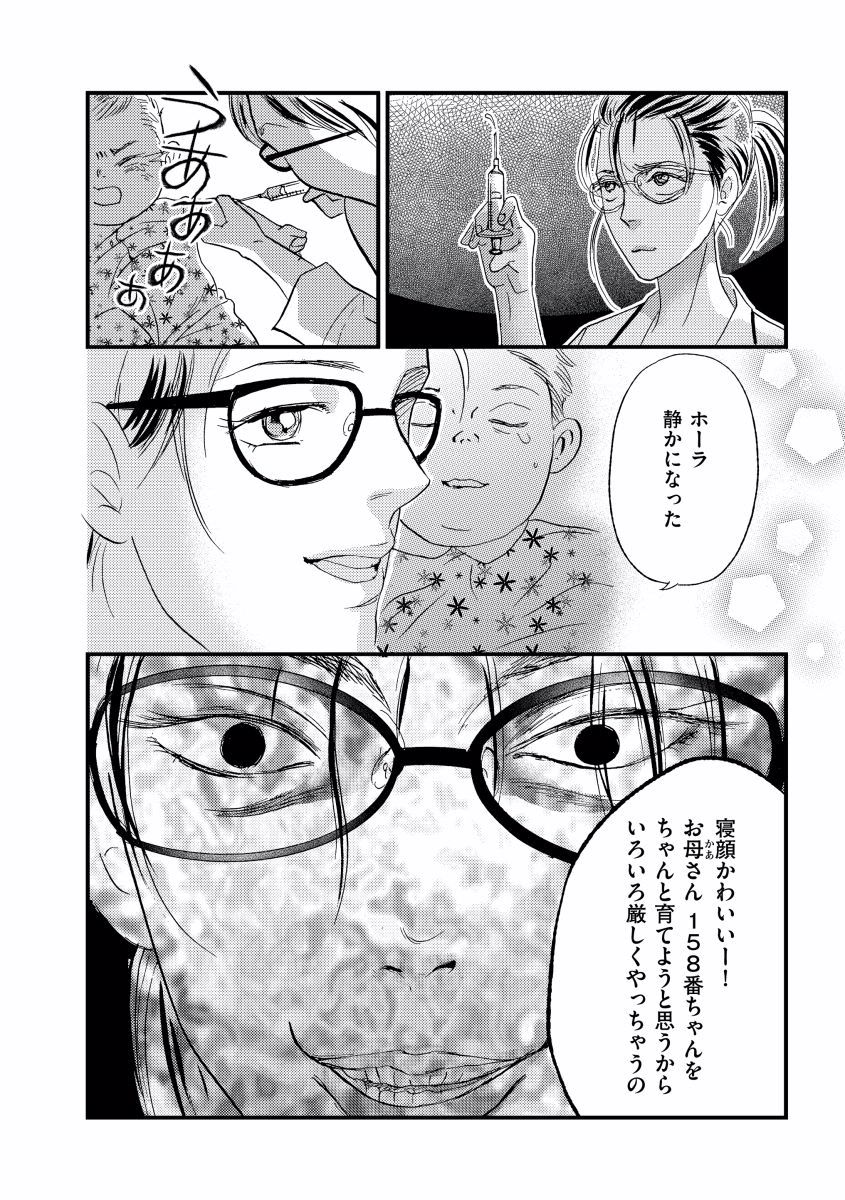 うあああ
あ
ホーラ
静かになった
寝顔かわいいー！
お母さん 158番ちゃんを
かあ
ちゃんと育てようと思うから
いろいろ厳しくやっちゃうの